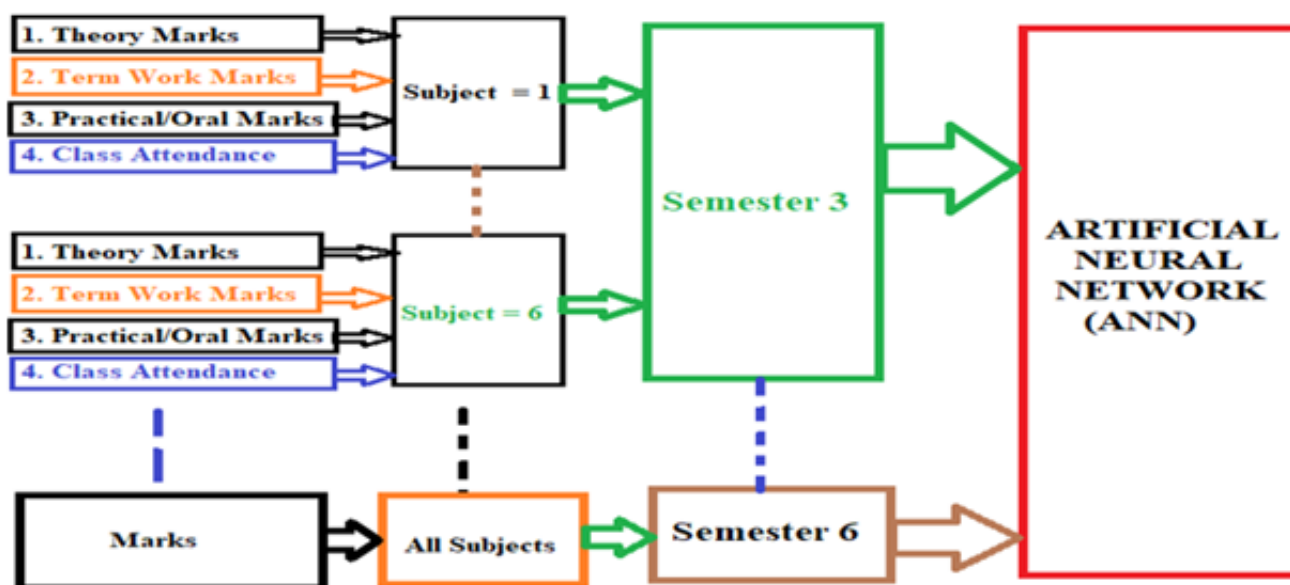 1. Theory Marks
2. Term Work Marks
3. Practical/Oral Marks
4. Class Attendance
Subject = 1
1. Theory Marks
2. Term Work Marks
3. Practical/Oral Marks
4. Class Attendance
Subject = 6
Semester 3
Marks
All Subjects
Semester 6
ARTIFICIAL
NEURAL
NETWORK
(ANN)